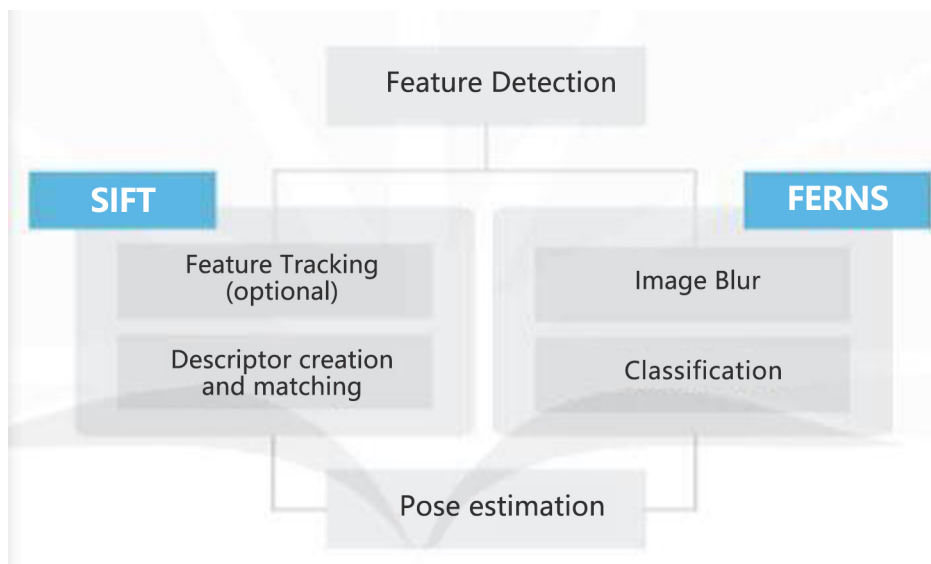 Feature Detection
SIFT
FERNS
Feature Tracking
(optional)
Image Blur
Descriptor creation
and matching
Classification
Pose estimation